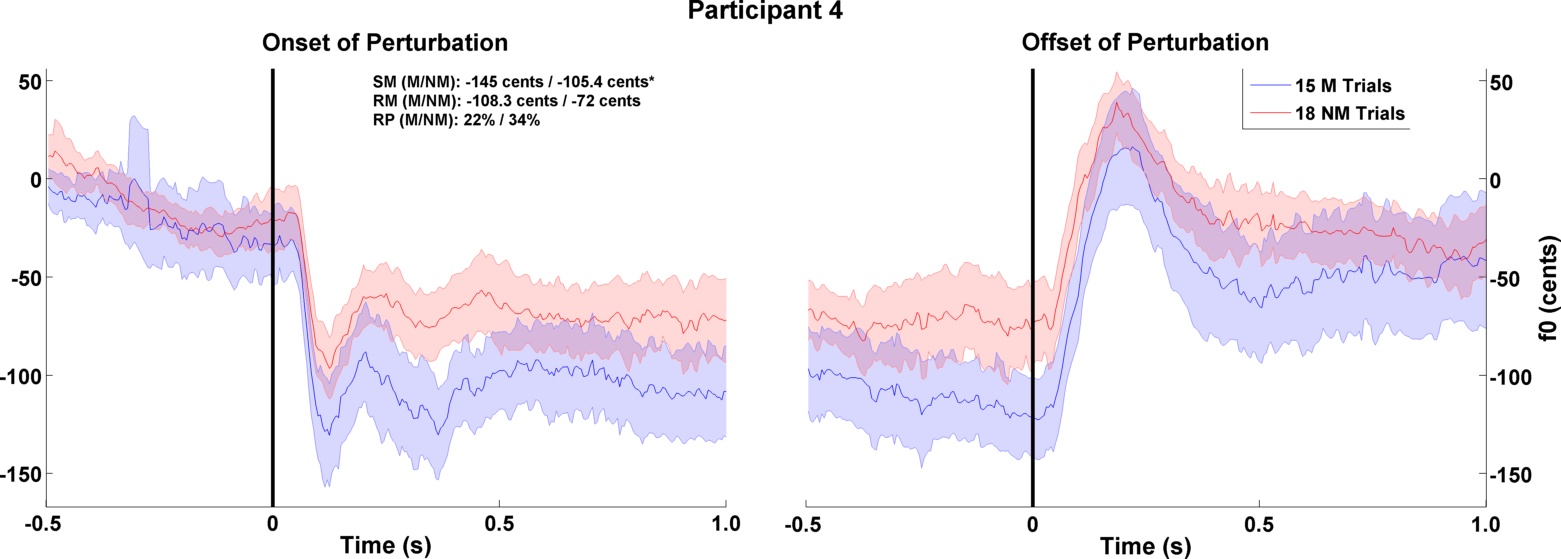 Participant 4
Onset of Perturbation
Offset of Perturbation
SM (M/NM): -145 cents / -105.4 cents*
RM (M/NM): -108.3 cents / -72 cents
RP (M/NM): 22% / 34%
15 M Trials
18 NM Trials
50
0
-50
-100
-150
-0.5
0
0.5
1.0
Time (s)
-0.5
0
0.5
1.0
Time (s)
50
0
-50
-100
-150
f0 (cents)